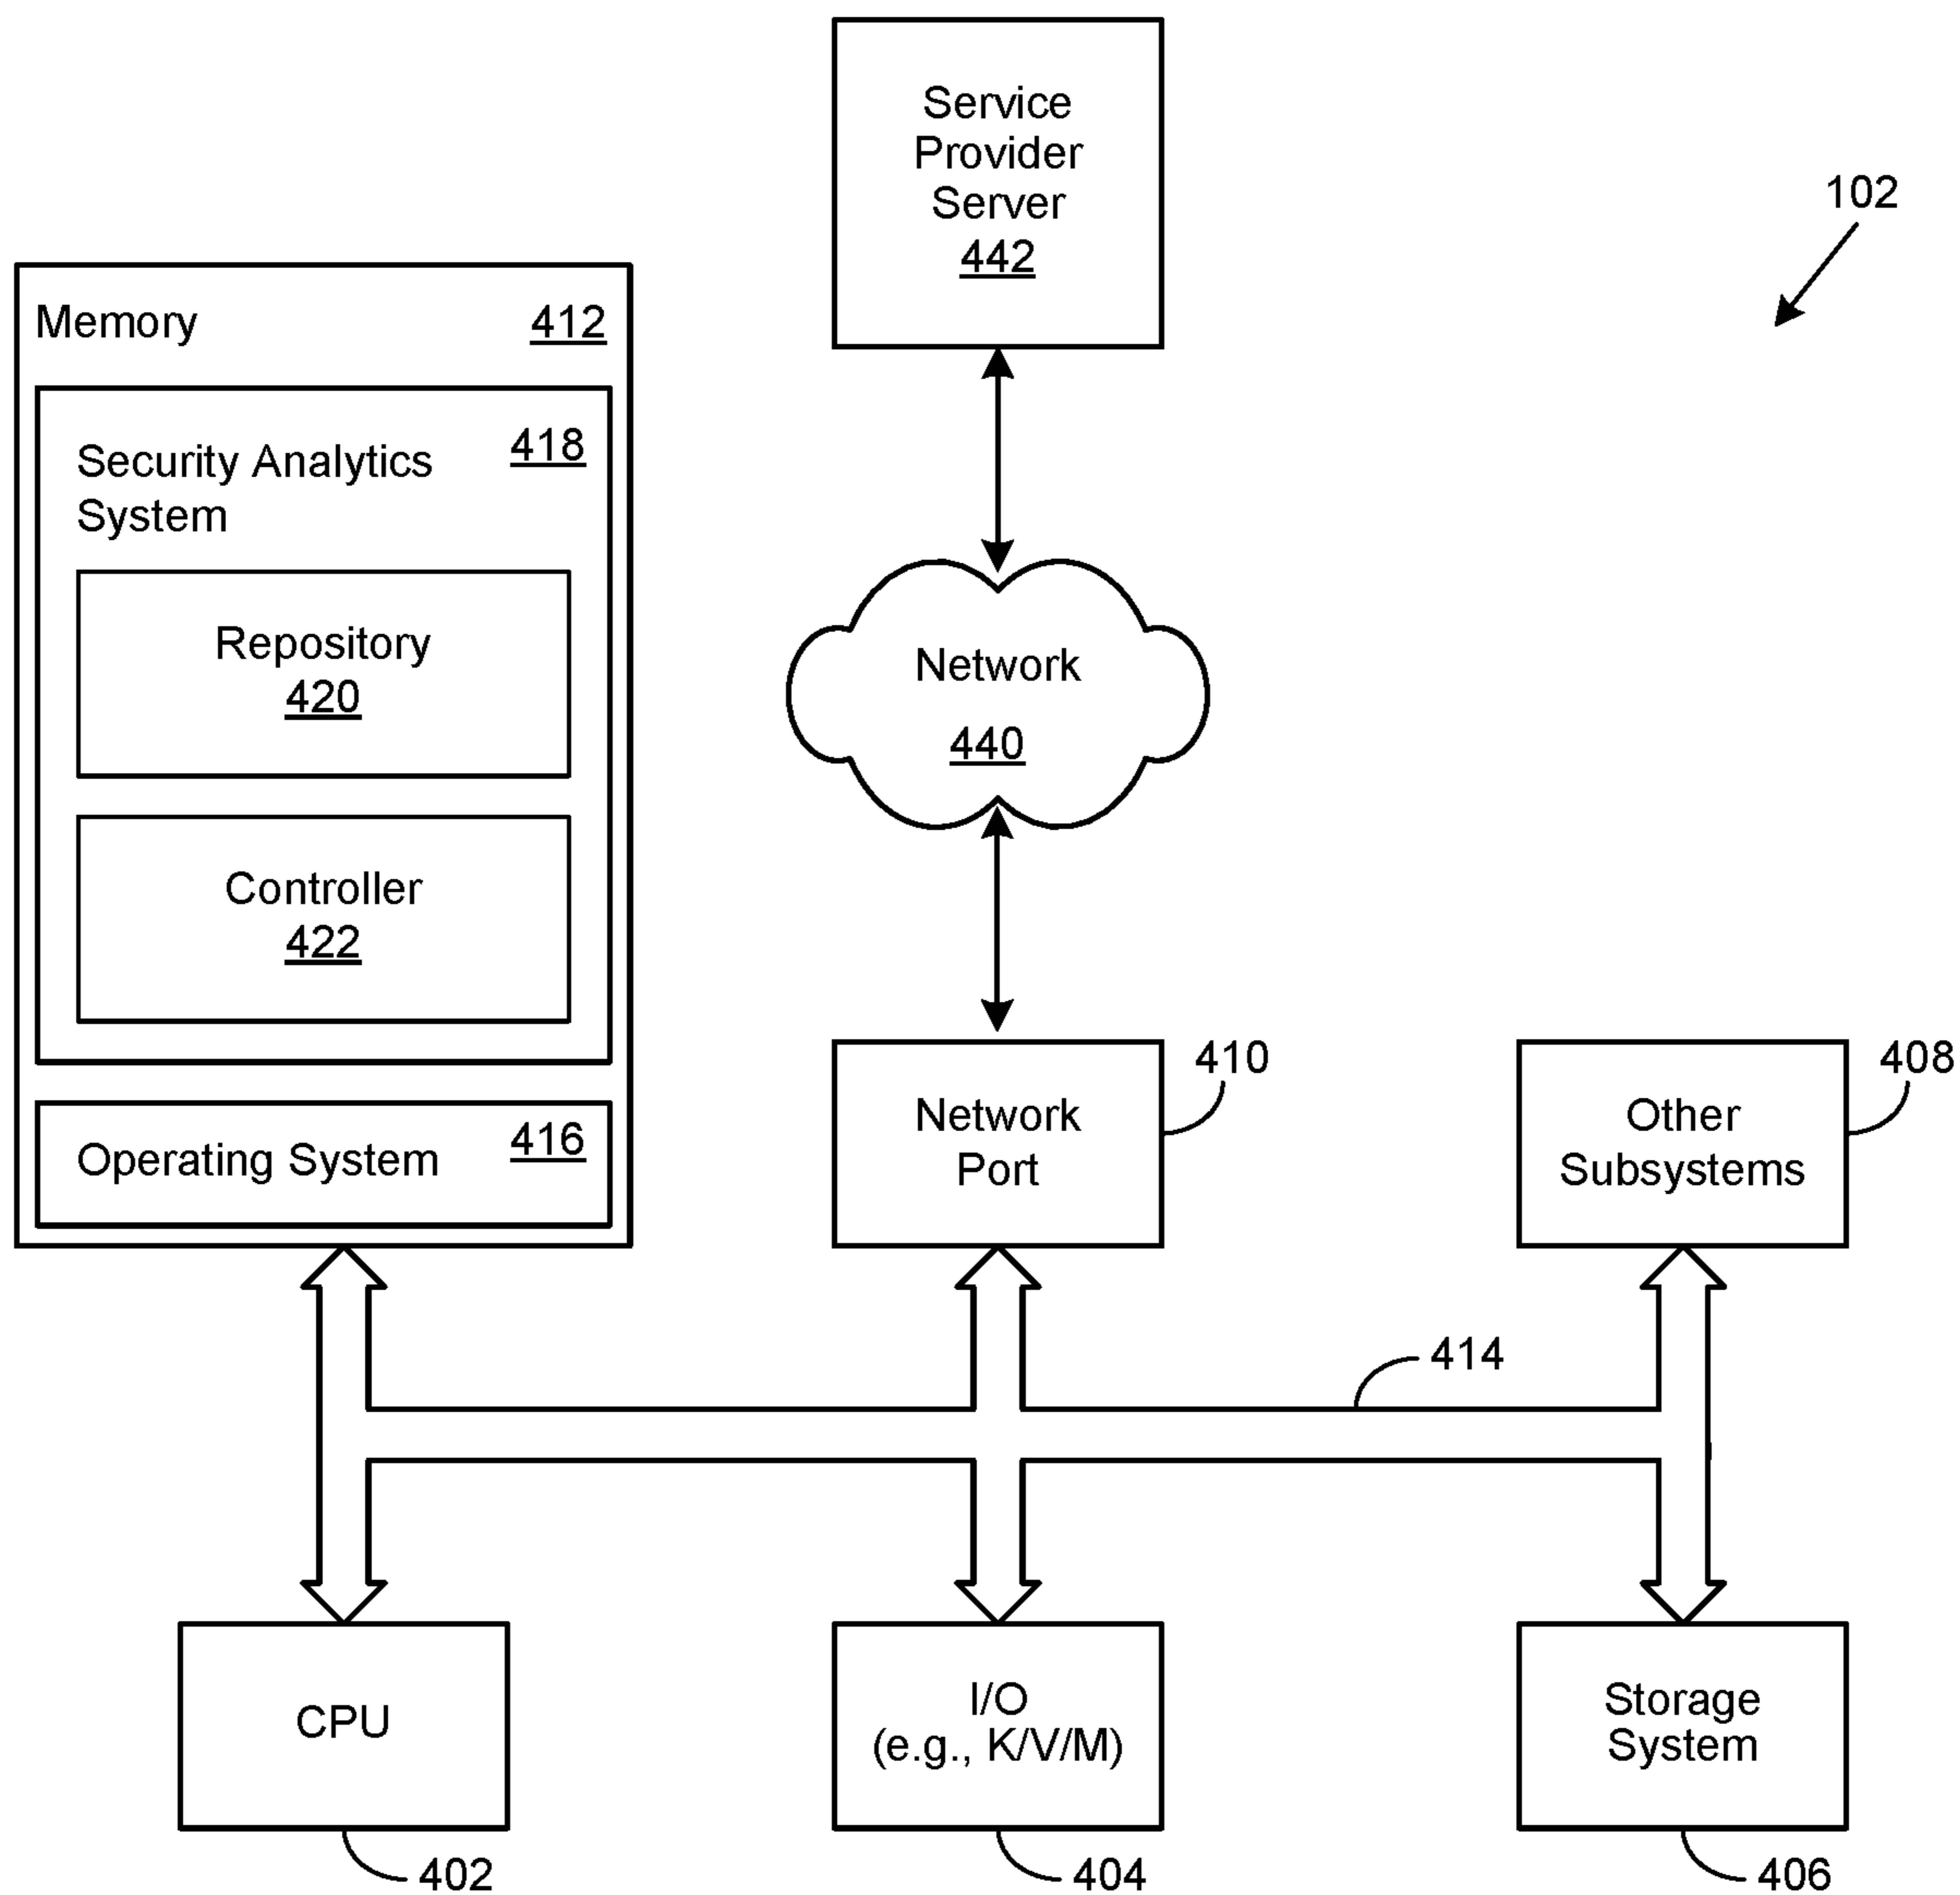 Service
Provider
Server
442
102
Memory 412
Security Analytics 418
System
Repository
420
Controller
422
Operating System 416
Network
440
Network
Port
410
Other
Subsystems
408
414
CPU
402
I/O
(e.g., K/V/M)
404
Storage
System
406